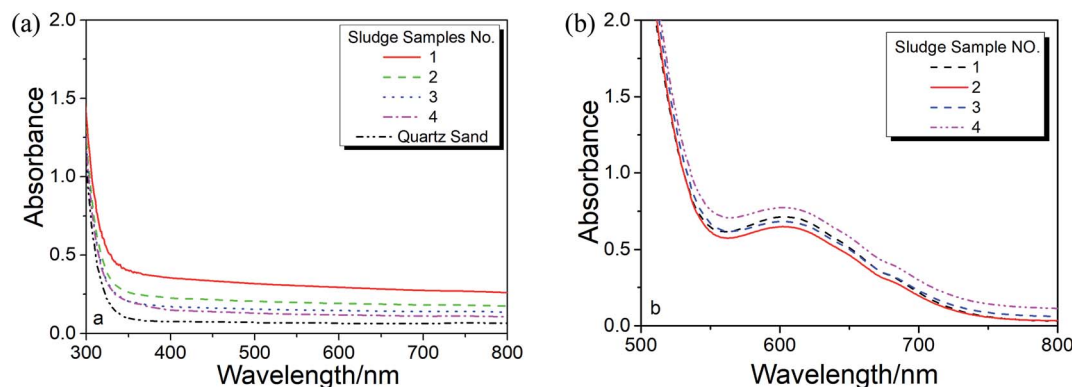 (a)
2.0
1.5
1.0
0.5
0.0
Absorbance
Sludge Samples No.
1
2
3
4
Quartz Sand
a
300 400 500 600 700 800
Wavelength/nm
(b)
2.0
1.5
1.0
0.5
0.0
Absorbance
Sludge Sample NO.
1
2
3
4
b
500 600 700 800
Wavelength/nm